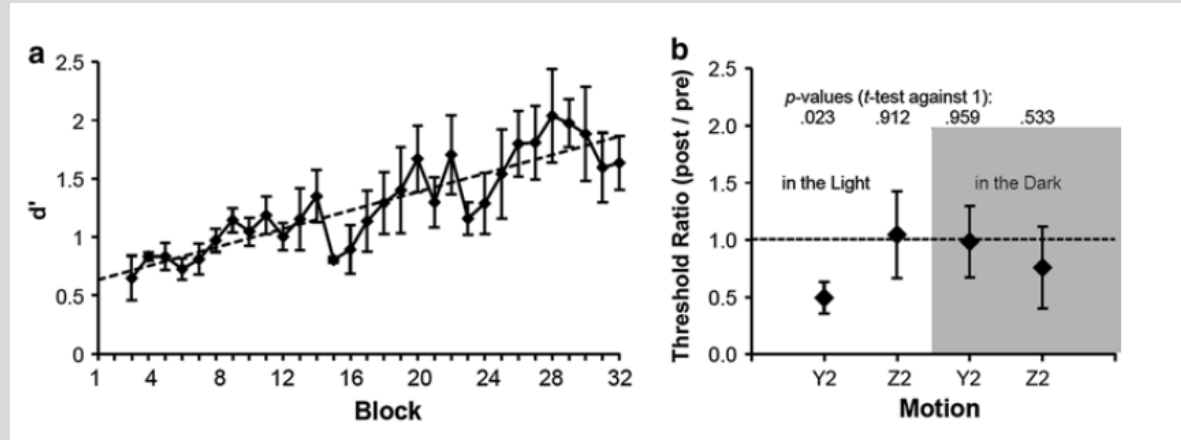 a
2.5
2
1.5
1
0.5
0
d'
1 4 8 12 16 20 24 28 32
Block
b
2.5
2.0
1.5
1.0
0.5
0.0
Threshold Ratio (post / pre)
p-values (t-test against 1):
.023 .912 .959 .533
in the Light in the Dark
Y2 Z2 Y2 Z2
Motion